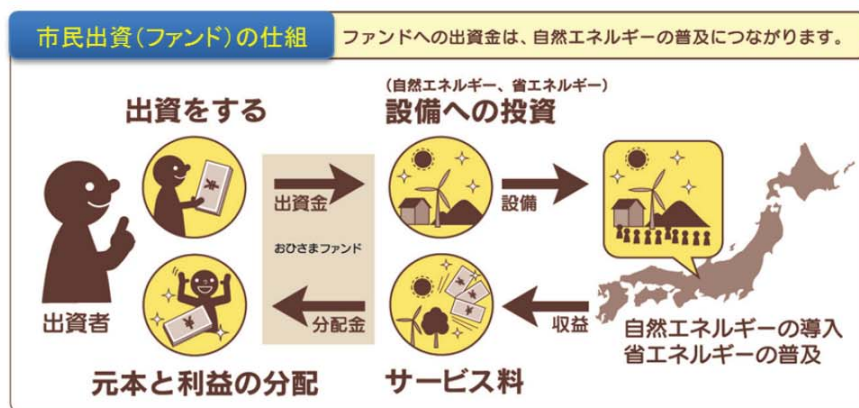 市民出資(ファンド)の仕組
ファンドへの出資金は、自然エネルギーの普及につながります。
出資をする
(自然エネルギー、省エネルギー)
設備への投資
¥
出資金
設備
おひさまファンド
出資者
¥
分配金
¥
収益
自然エネルギーの導入
省エネルギーの普及
元本と利益の分配
サービス料